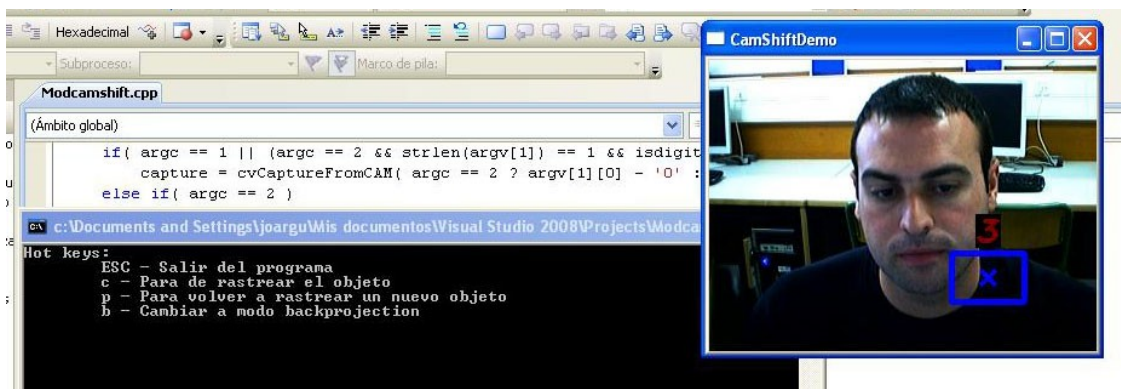 Hexadecimal
CamShiftDemo
Subproceso:
Marco de pila:
Modcamshift.cpp
(Ámbito global)
if( argc == 1 || (argc == 2 && strlen(argv[1]) == 1 && isdigit
capture = cvCaptureFromCAM( argc == 2 ? argv[1][0] - '0' :
else if( argc == 2 )
3
X
c:\Documents and Settings\joargu\Mis documentos\Visual Studio 2008\Projects\Modca
Hot keys:
ESC - Salir del programa
c - Para de rastrear el objeto
p - Para volver a rastrear un nuevo objeto
b - Cambiar a modo backprojection